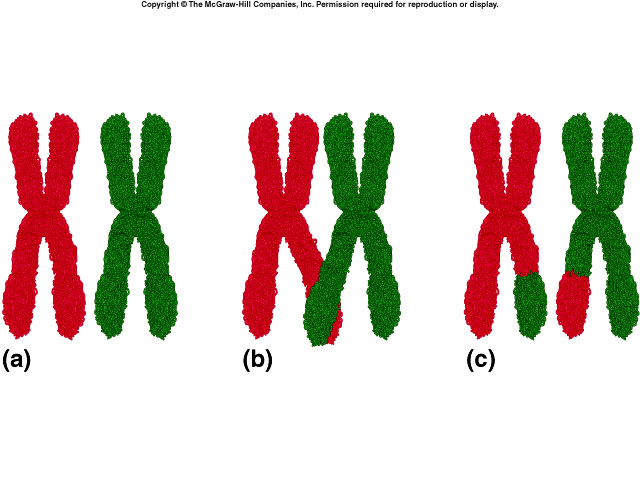 Copyright © The McGraw-Hill Companies, Inc. Permission required for reproduction or display.
(a)
(b)
(c)